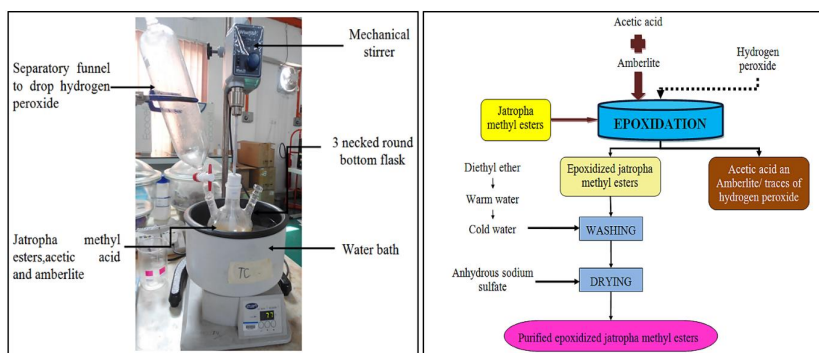 Mechanical
stirrer
Separatory funnel
to drop hydrogen
peroxide
3 necked round
bottom flask
Jatropha methyl
esters,acetic acid
and amberlite
Water bath
TC
77
Acetic acid
Amberlite
Hydrogen
peroxide
Jatropha
methyl esters
EPOXIDATION
Epoxidized jatropha
methyl esters
Acetic acid an
Amberlite/ traces of
hydrogen peroxide
Diethyl ether
Warm water
Cold water
WASHING
Anhydrous sodium
sulfate
DRYING
Purified epoxidized jatropha methyl esters